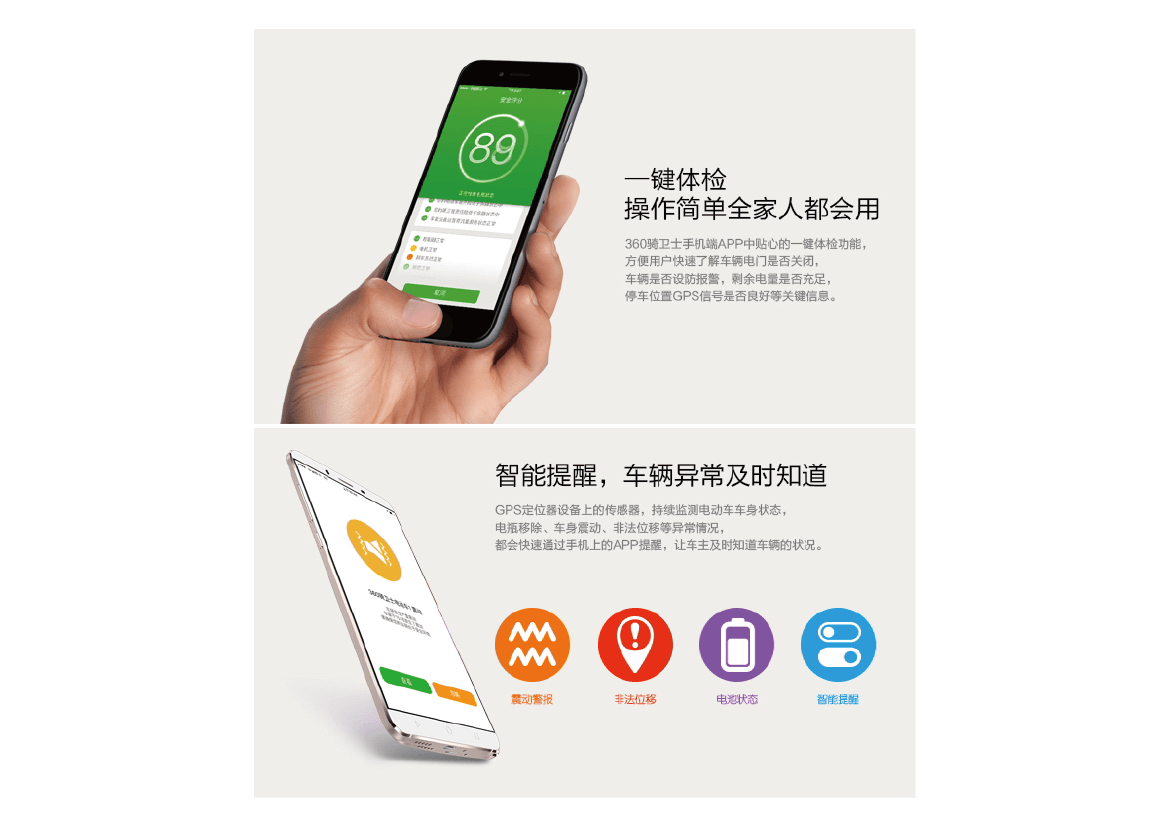 安全评分
89
取消
一键体检
操作简单全家人都会用
360骑卫士手机端APP中贴心的一键体检功能，
方便用户快速了解车辆电门是否关闭，
车辆是否设防报警，剩余电量是否充足，
停车位置GPS信号是否良好等关键信息。
智能提醒，车辆异常及时知道
GPS定位器设备上的传感器，持续监测电动车车身状态，
电瓶移除、车身震动、非法位移等异常情况，
都会快速通过手机上的APP提醒，让车主及时知道车辆的状况。
震动警报
非法位移
电池状态
智能提醒